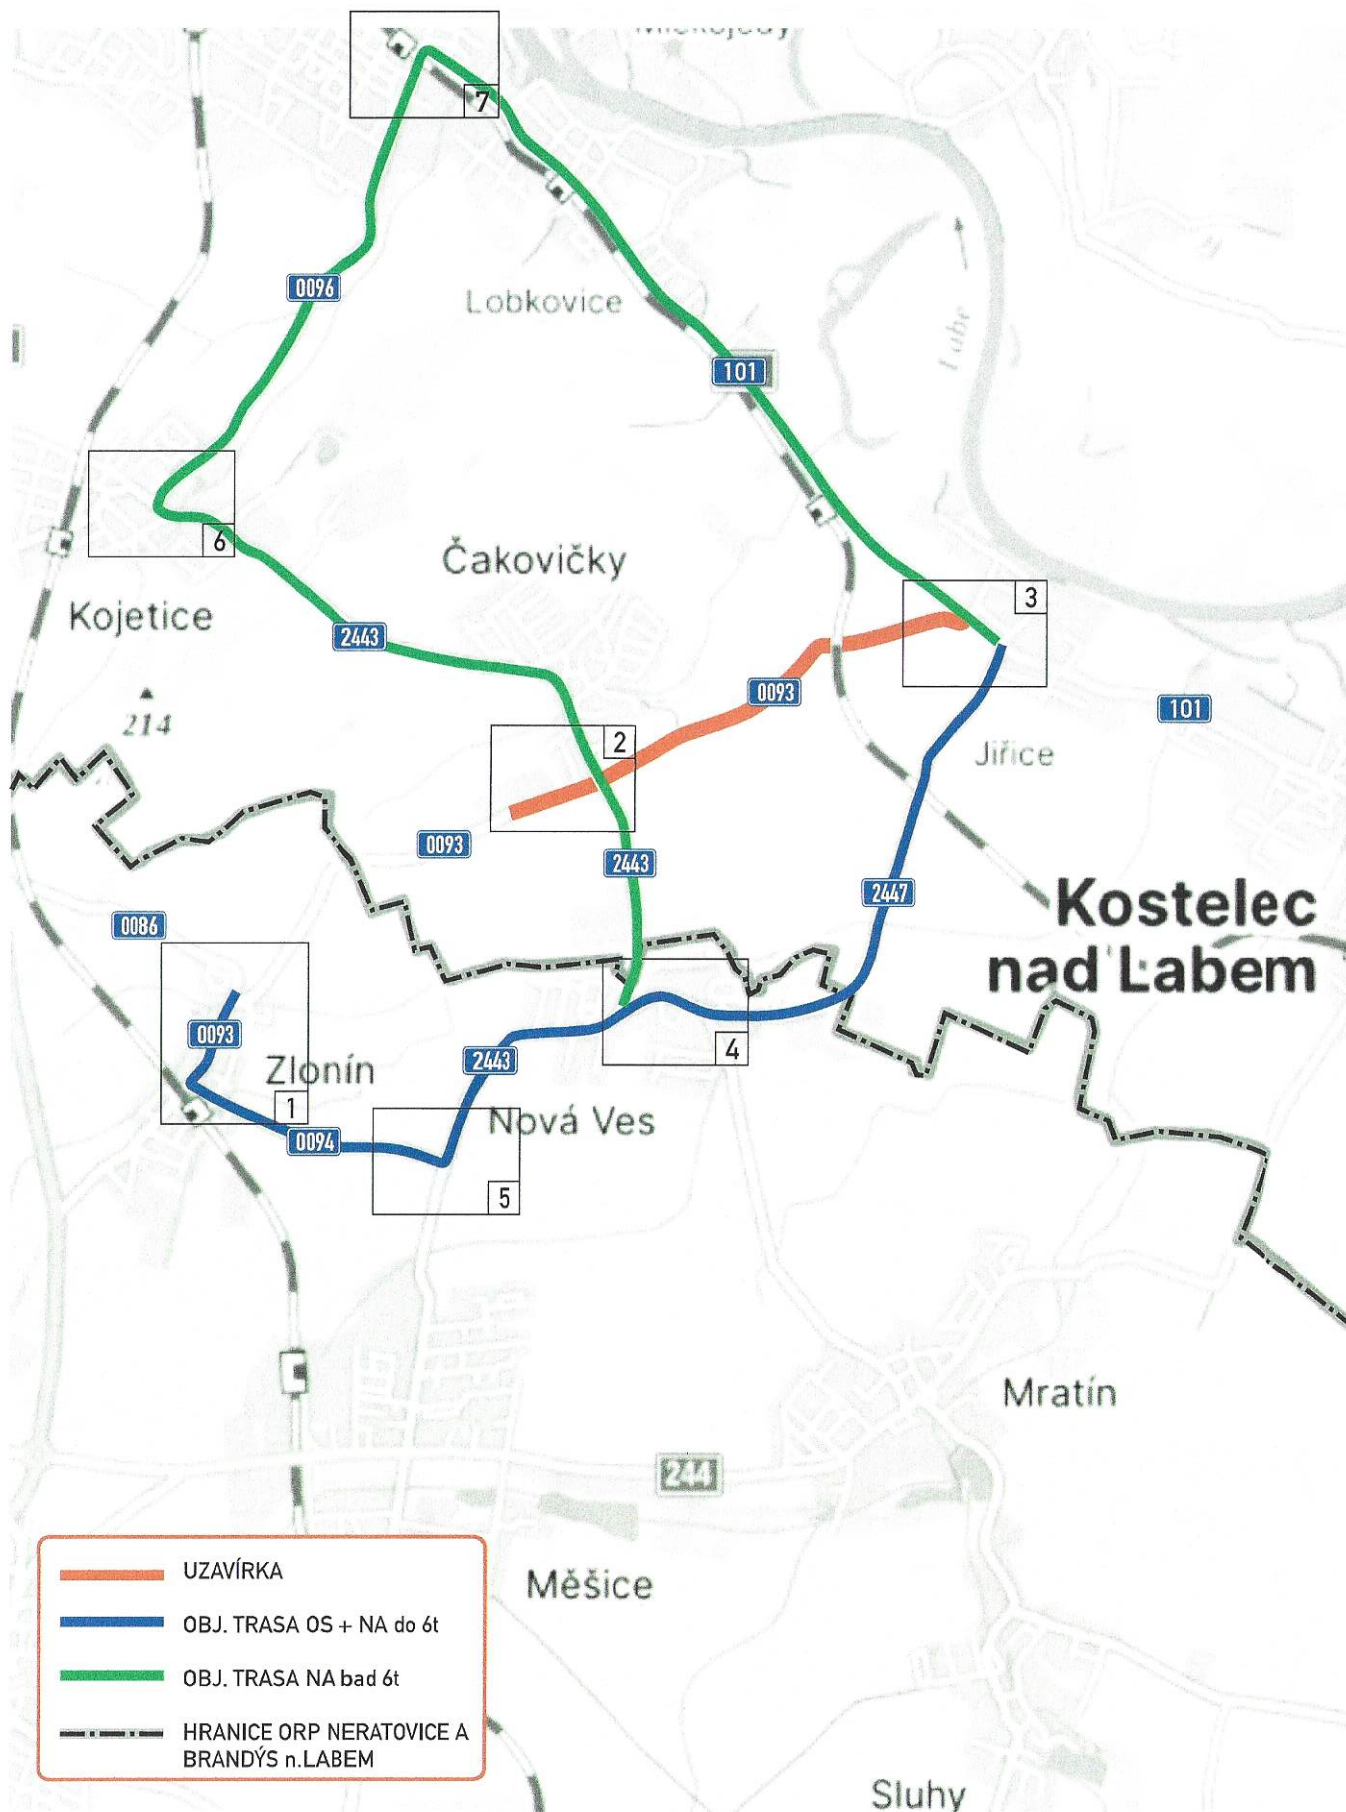 7
0096
Lobkovice
101
Labe
6
Čakovičky
Kojetice
2443
3
0093
214
2
101
Jiřice
0093
2443
2447
Kostelec
nad Labem
0086
0093
Zlonín
1
4
2443
Nová Ves
0094
5
Mratín
244
Měšice
UZAVÍRKA
OBJ. TRASA OS + NA do 6t
OBJ. TRASA NA bad 6t
HRANICE ORP NERATOVICE A
BRANDÝS n.LABEM
Sluhy